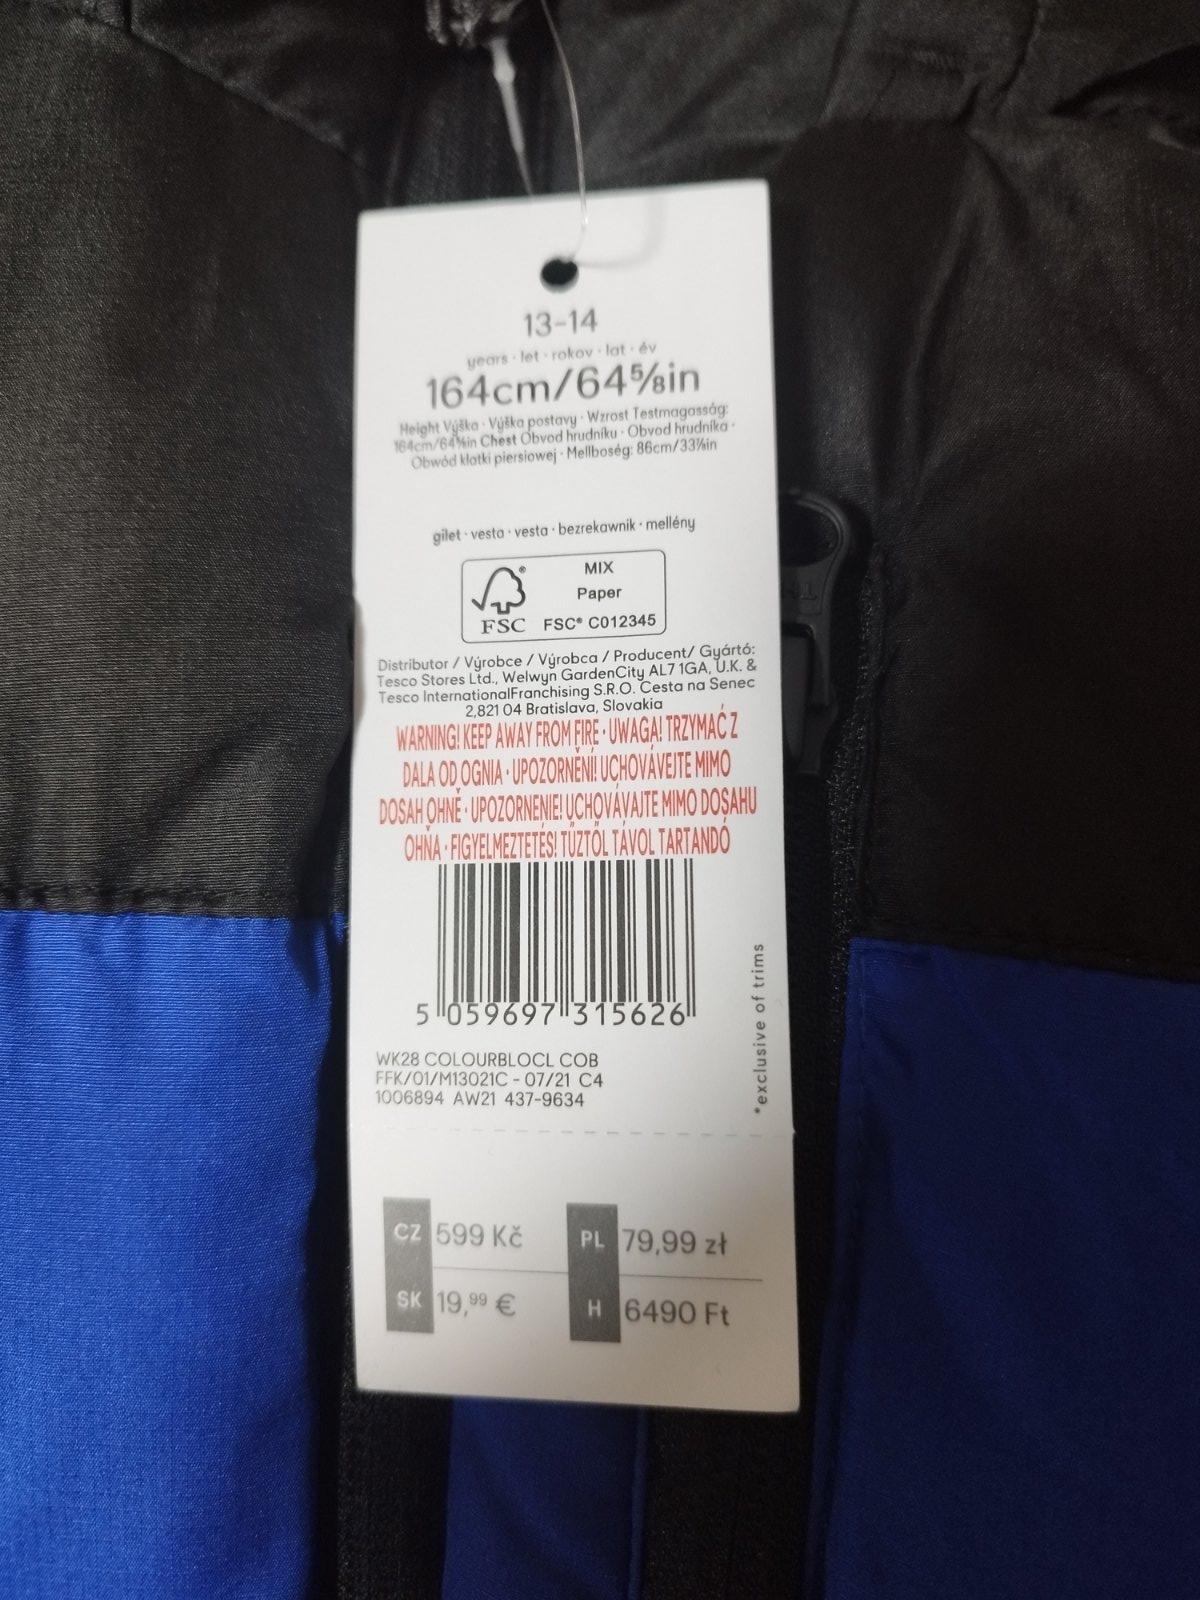 13-14
years · let · rokov · lat · év
164cm/64⅝in
Height Výška · Výška postavy · Wzrost Testmagasság:
164cm/64⅝in Chest Obvod hrudníku · Obvod hrudníka ·
Obwód klatki piersiowej · Mellboség: 86cm/33⅞in
gilet · vesta · vesta · bezrekawnik · mellény
MIX
Paper
FSC® C012345
FSC
Distributor / Výrobce / Výrobca / Producent/ Gyártó:
Tesco Stores Ltd., Welwyn GardenCity AL7 1GA, U.K. &
Tesco InternationalFranchising S.R.O. Cesta na Senec
2,821 04 Bratislava, Slovakia
WARNING! KEEP AWAY FROM FIRE · UWAGA! TRZYMAĆ Z
DALA OD OGNIA · UPOZORNĚNÍ! UCHOVÁVEJTE MIMO
DOSAH OHNĚ · UPOZORNENIE! UCHOVÁVAJTE MIMO DOSAHU
OHŇA · FIGYELMEZTETÉS! TŰZTŐL TÁVOL TARTANDÓ
5 059697 315626
WK28 COLOURBLOCL COB
FFK/01/M13021C - 07/21 C4
1006894 AW21 437-9634
*exclusive of trims
CZ 599 Kč PL 79,99 zł
SK 19,99 € H 6490 Ft